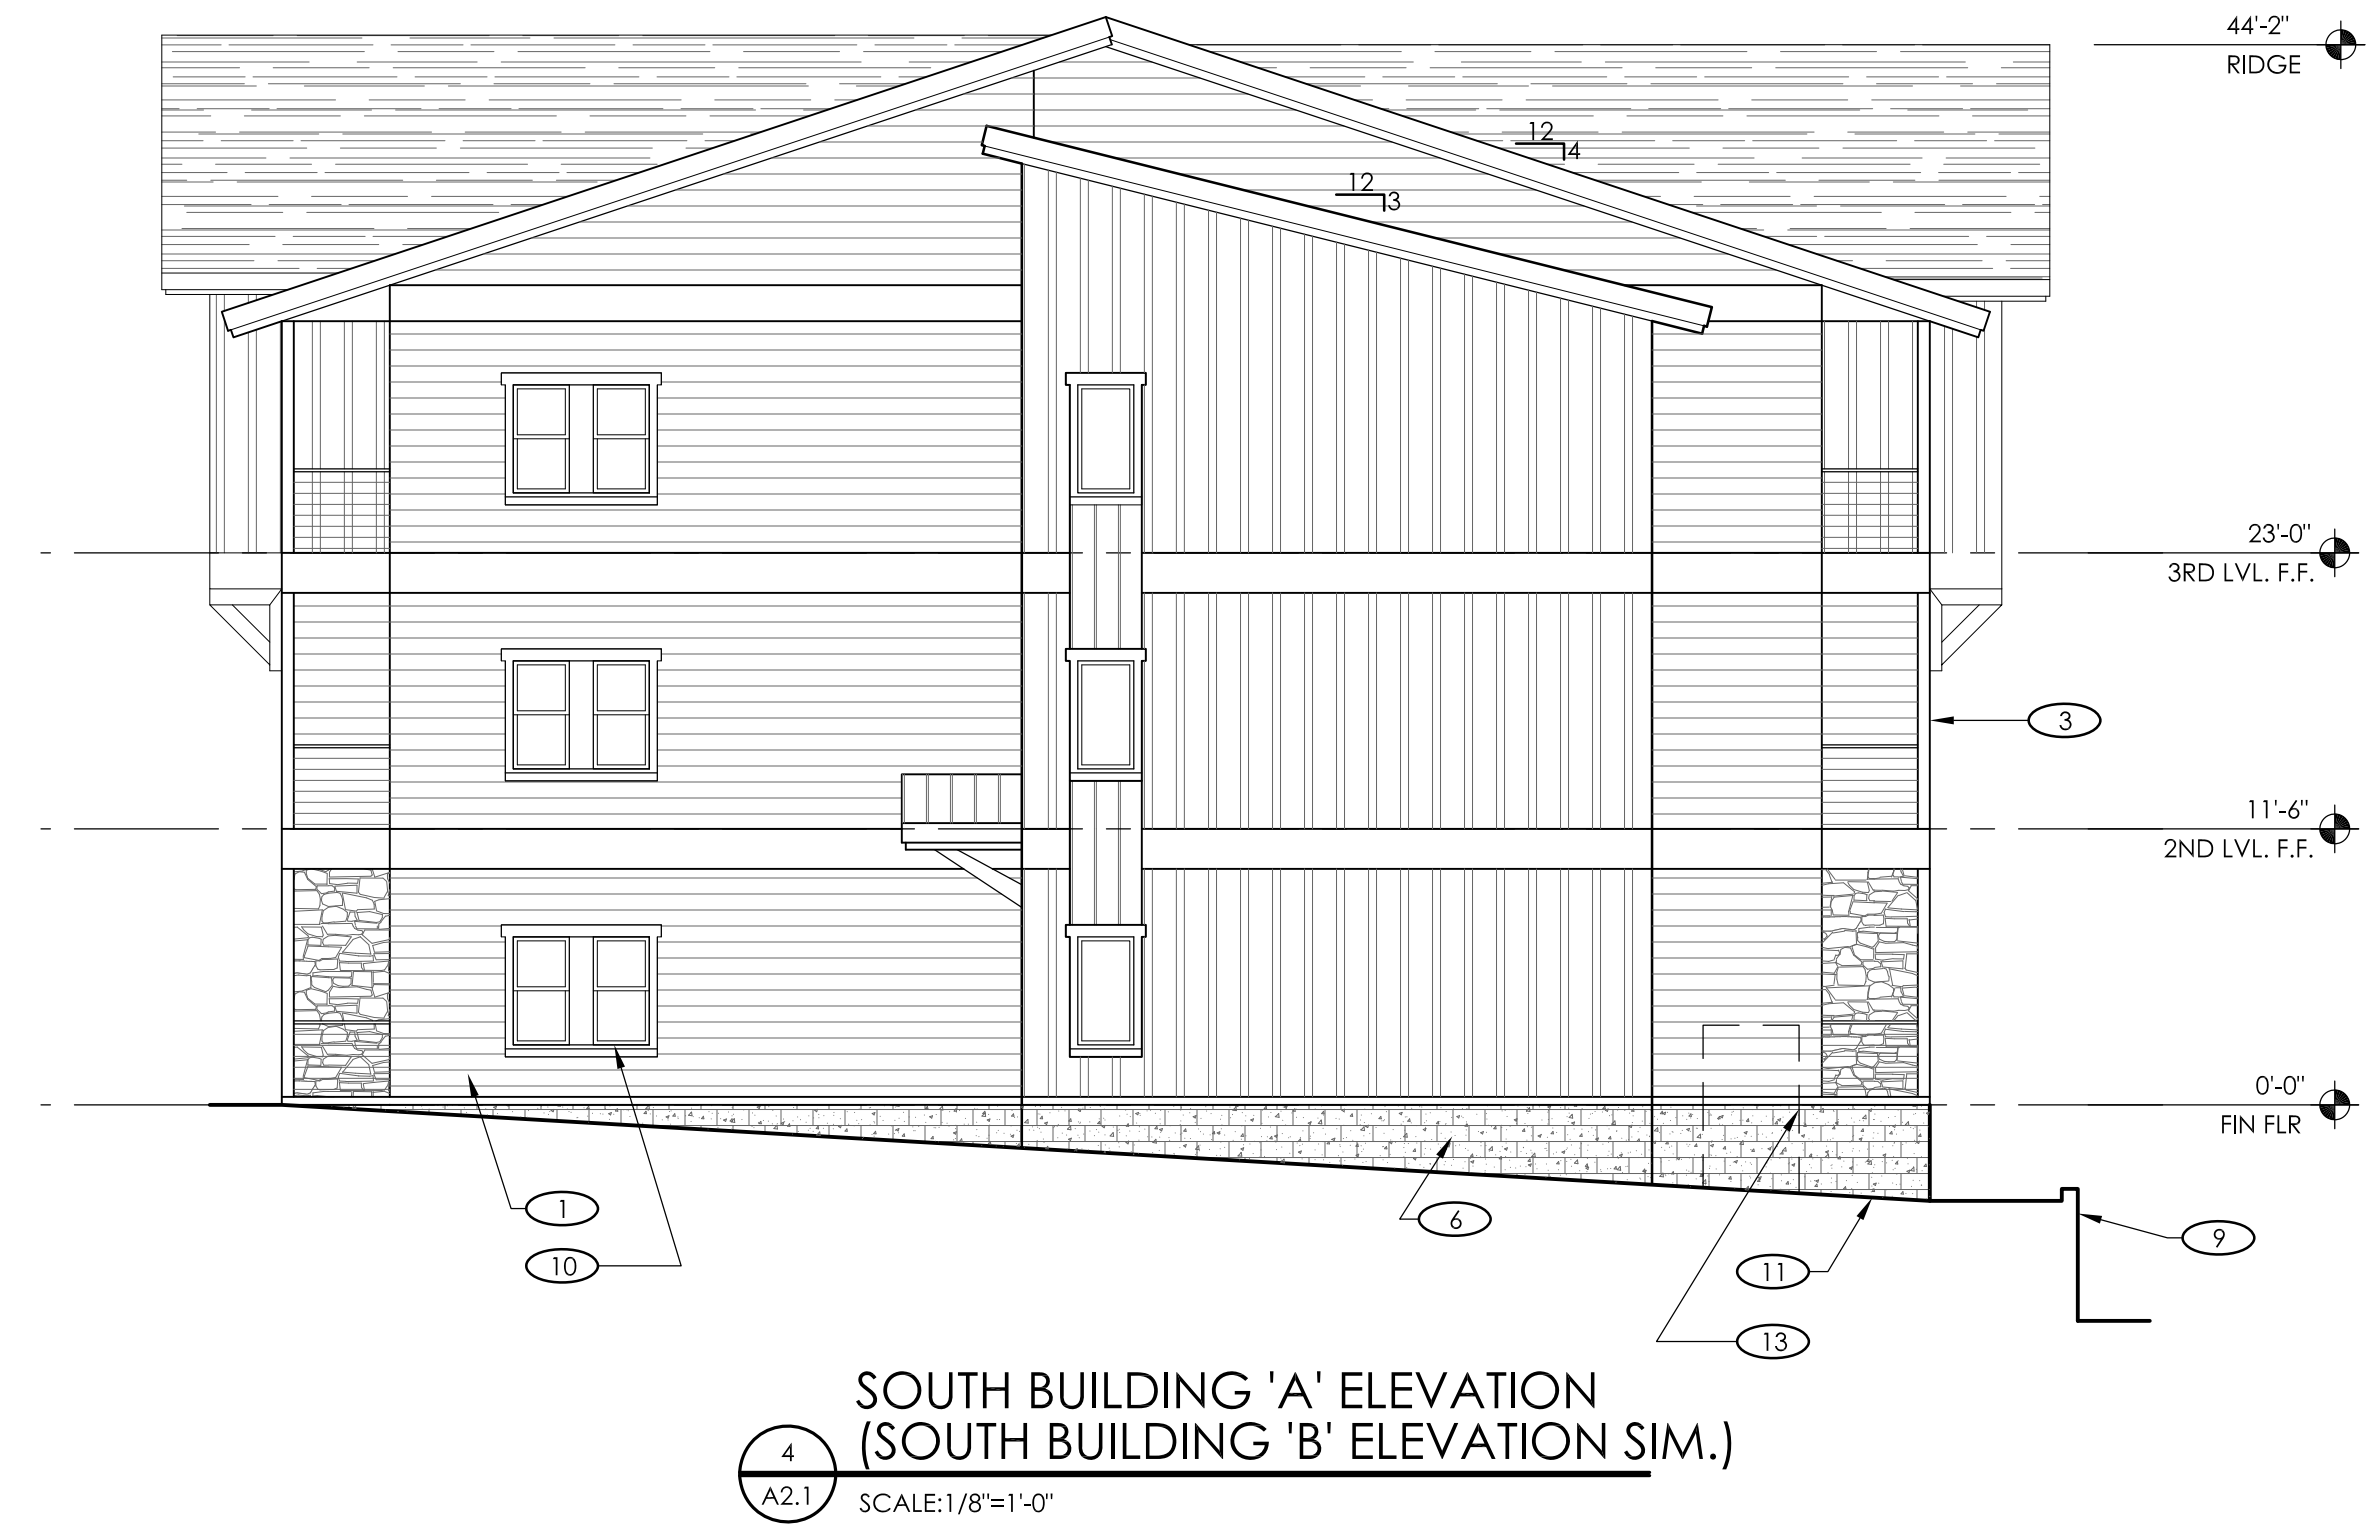 44'-2"
RIDGE
12
4
12
3
23'-0"
3RD LVL. F.F.
3
11'-6"
2ND LVL. F.F.
0'-0"
FIN FLR
1
6
9
10
11
13
SOUTH BUILDING 'A' ELEVATION
(SOUTH BUILDING 'B' ELEVATION SIM.)
4
A2.1
SCALE:1/8"=1'-0"